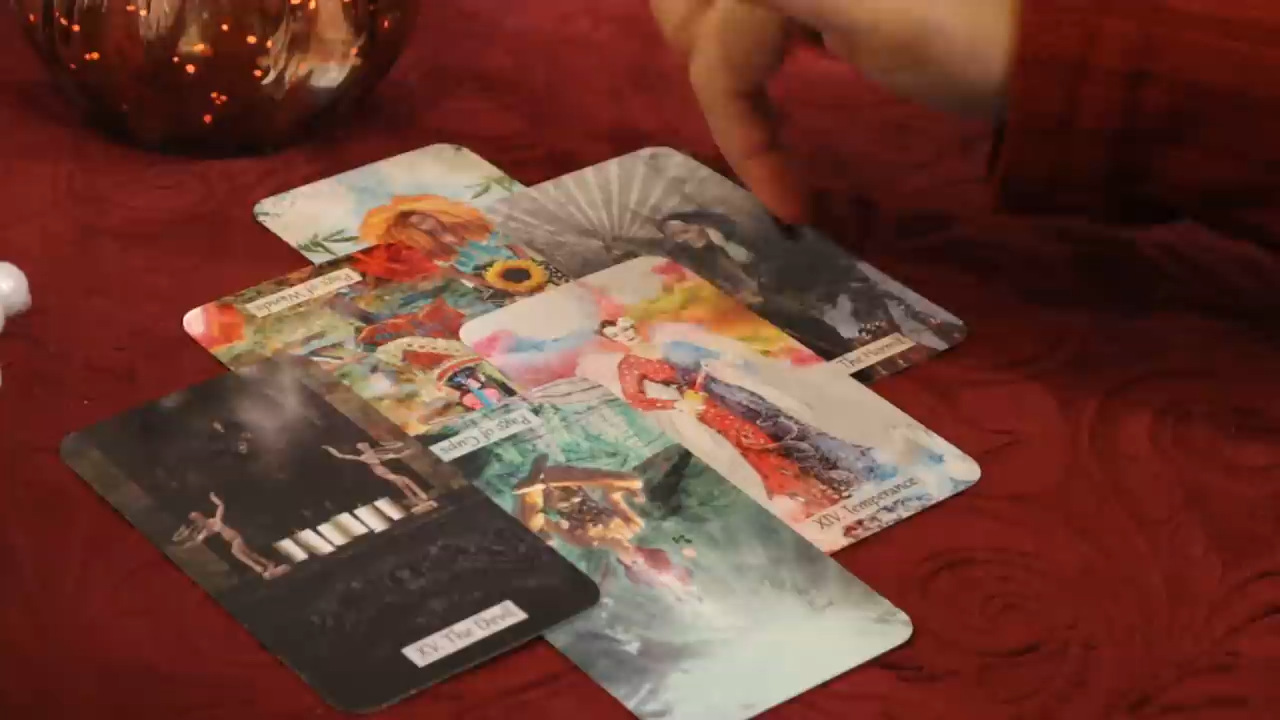 Page of Wands
The Hermit
Page of Cups
XIV. Temperance
XV. The Devil